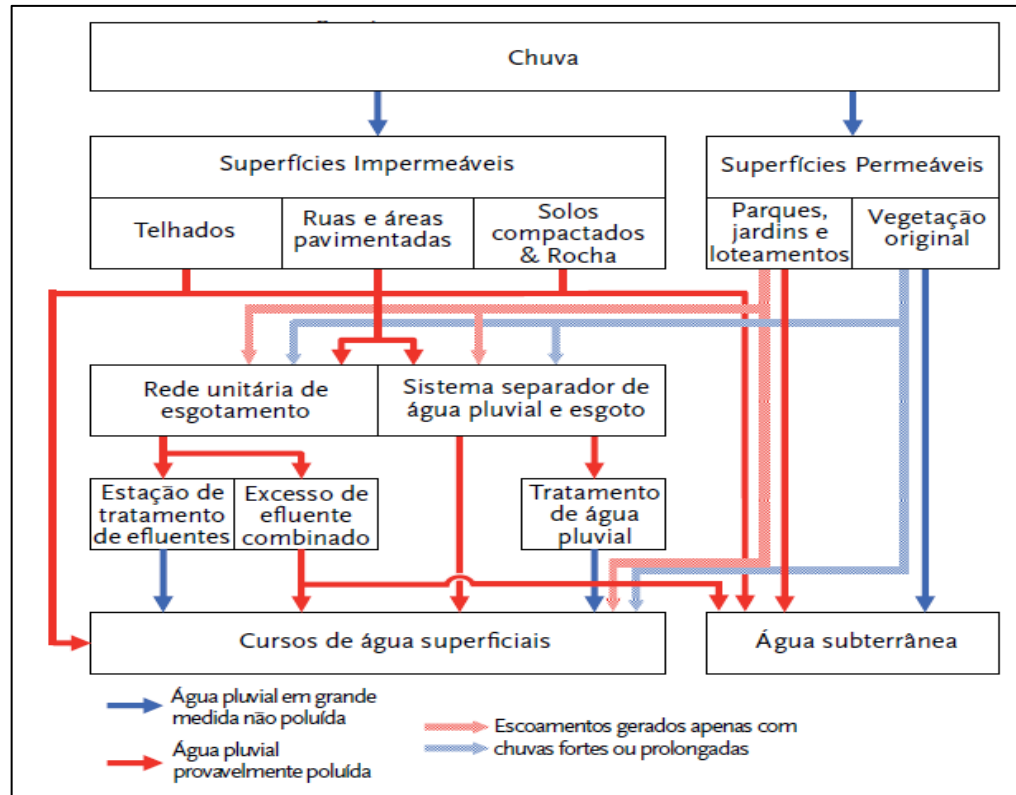 Chuva
Superfícies Impermeáveis
Superfícies Permeáveis
Telhados
Ruas e áreas
pavimentadas
Solos
compactados
& Rocha
Parques,
jardins e
loteamentos
Vegetação
original
Rede unitária de
esgotamento
Sistema separador de
água pluvial e esgoto
Estação de
tratamento
de efluentes
Excesso de
efluente
combinado
Tratamento
de água
pluvial
Cursos de água superficiais
Água subterrânea
Água pluvial em grande
medida não poluída
Água pluvial
provavelmente poluída
Escoamentos gerados apenas com
chuvas fortes ou prolongadas